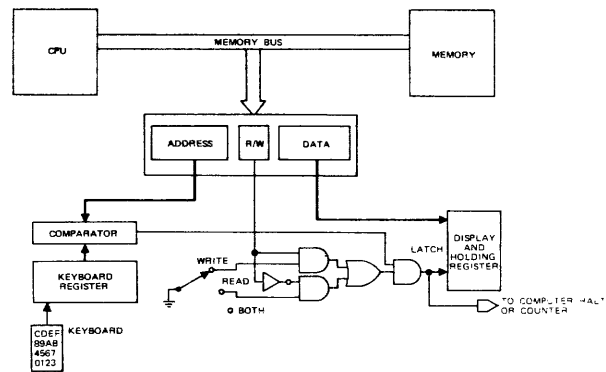 CPU
MEMORY BUS
MEMORY
ADDRESS
R/W
DATA
COMPARATOR
KEYBOARD
REGISTER
WRITE
READ
BOTH
LATCH
DISPLAY
AND
HOLDING
REGISTER
TO COMPUTER HALT
OR COUNTER
KEYBOARD
CDEF
89AB
4567
0123